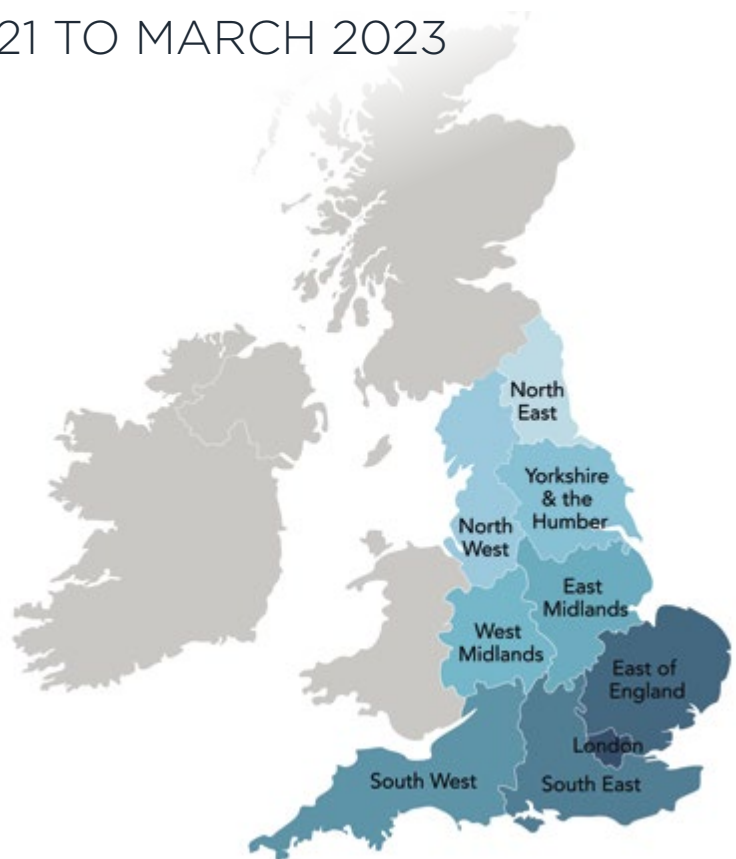 21 TO MARCH 2023
North
East
Yorkshire
& the
Humber
North
West
East
Midlands
West
Midlands
East of
England
London
South West
South East